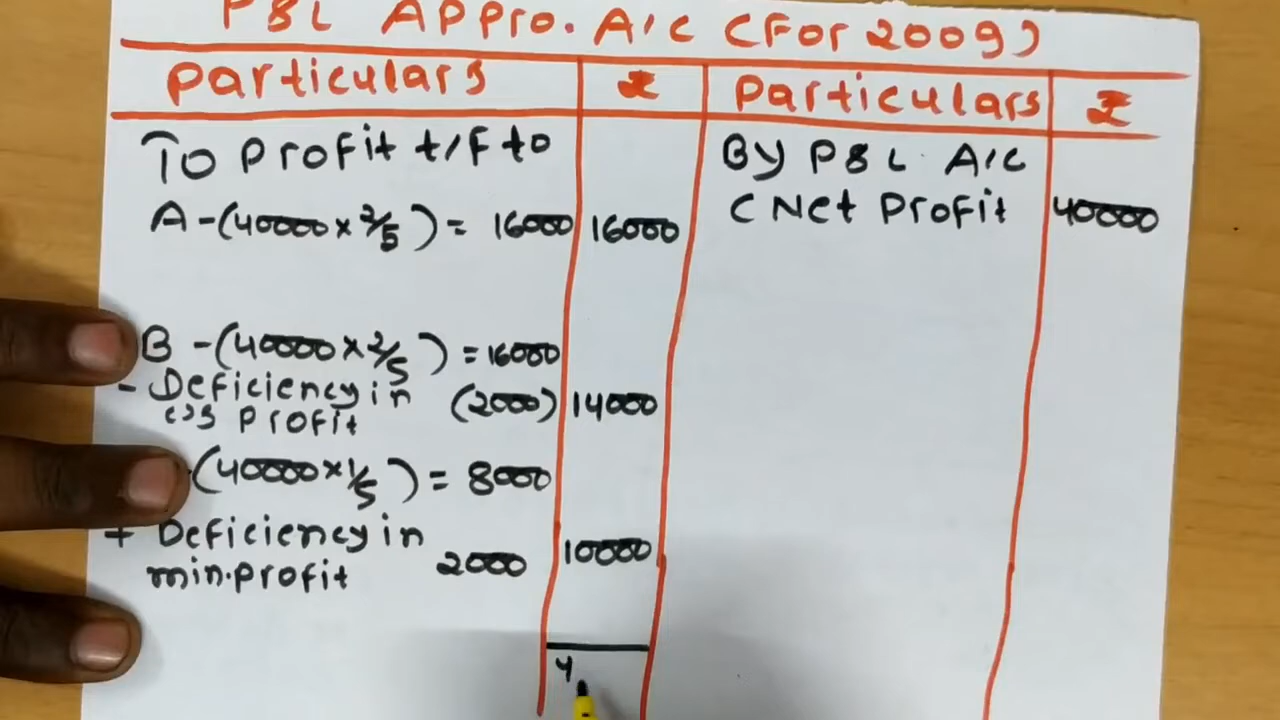 P&L APPro. A/C (For 2009)
Particulars ₹ Particulars ₹
To Profit t/f to By P&L A/C
A-(40000×2/5)= 16000 16000 (Net Profit 40000
B-(40000×2/5)=16000
- Deficiency in (2000) 14000
C's Profit
(40000×1/5)= 8000
+ Deficiency in 10000
min.Profit 2000
4